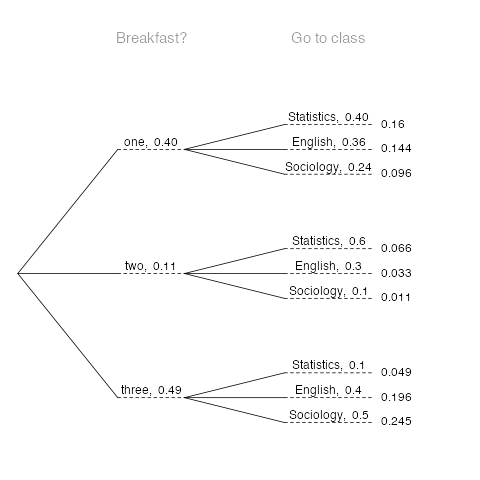 Breakfast? Go to class
Statistics, 0.40 0.16
one, 0.40 English, 0.36 0.144
Sociology, 0.24 0.096
Statistics, 0.6 0.066
two, 0.11 English, 0.3 0.033
Sociology, 0.1 0.011
Statistics, 0.1 0.049
three, 0.49 English, 0.4 0.196
Sociology, 0.5 0.245